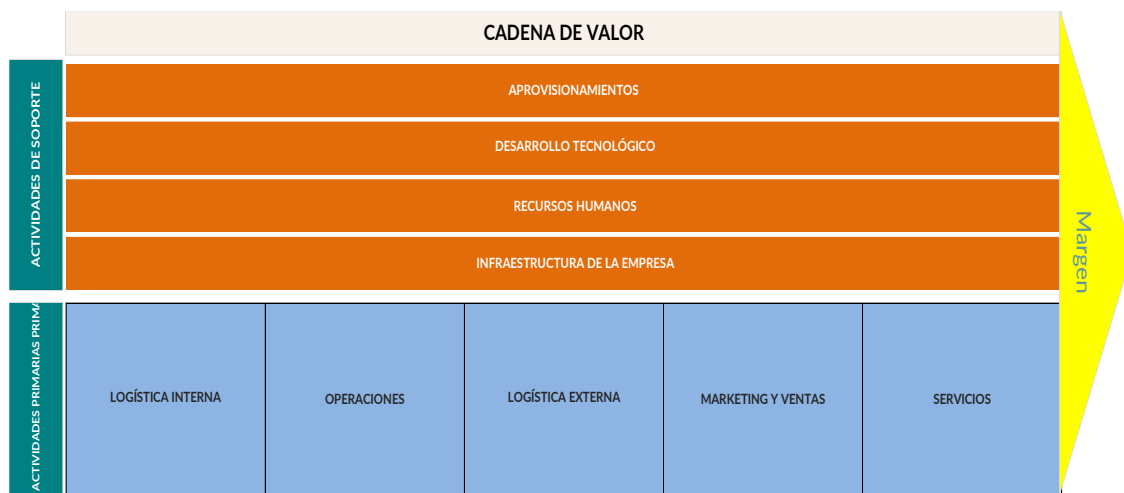 CADENA DE VALOR
ACTIVIDADES DE SOPORTE
APROVISIONAMIENTOS
DESARROLLO TECNOLÓGICO
RECURSOS HUMANOS
INFRAESTRUCTURA DE LA EMPRESA
Margen
ACTIVIDADES PRIMARIAS PRIMA
LOGÍSTICA INTERNA
OPERACIONES
LOGÍSTICA EXTERNA
MARKETING Y VENTAS
SERVICIOS